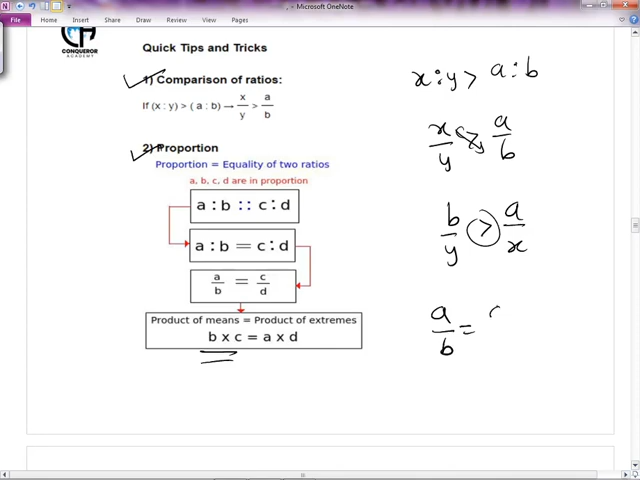 Microsoft OneNote
File Home Insert Share Draw Review View
CONQUEROR
ACADEMY
Quick Tips and Tricks
1) Comparison of ratios:
If (x : y) > ( a : b) → x/y > a/b
2) Proportion
Proportion = Equality of two ratios
a, b, c, d are in proportion
a : b :: c : d
a : b = c : d
a/b = c/d
Product of means = Product of extremes
b x c = a x d
x : y > a : b
x/y > a/b
b/y > a/x
a/b =